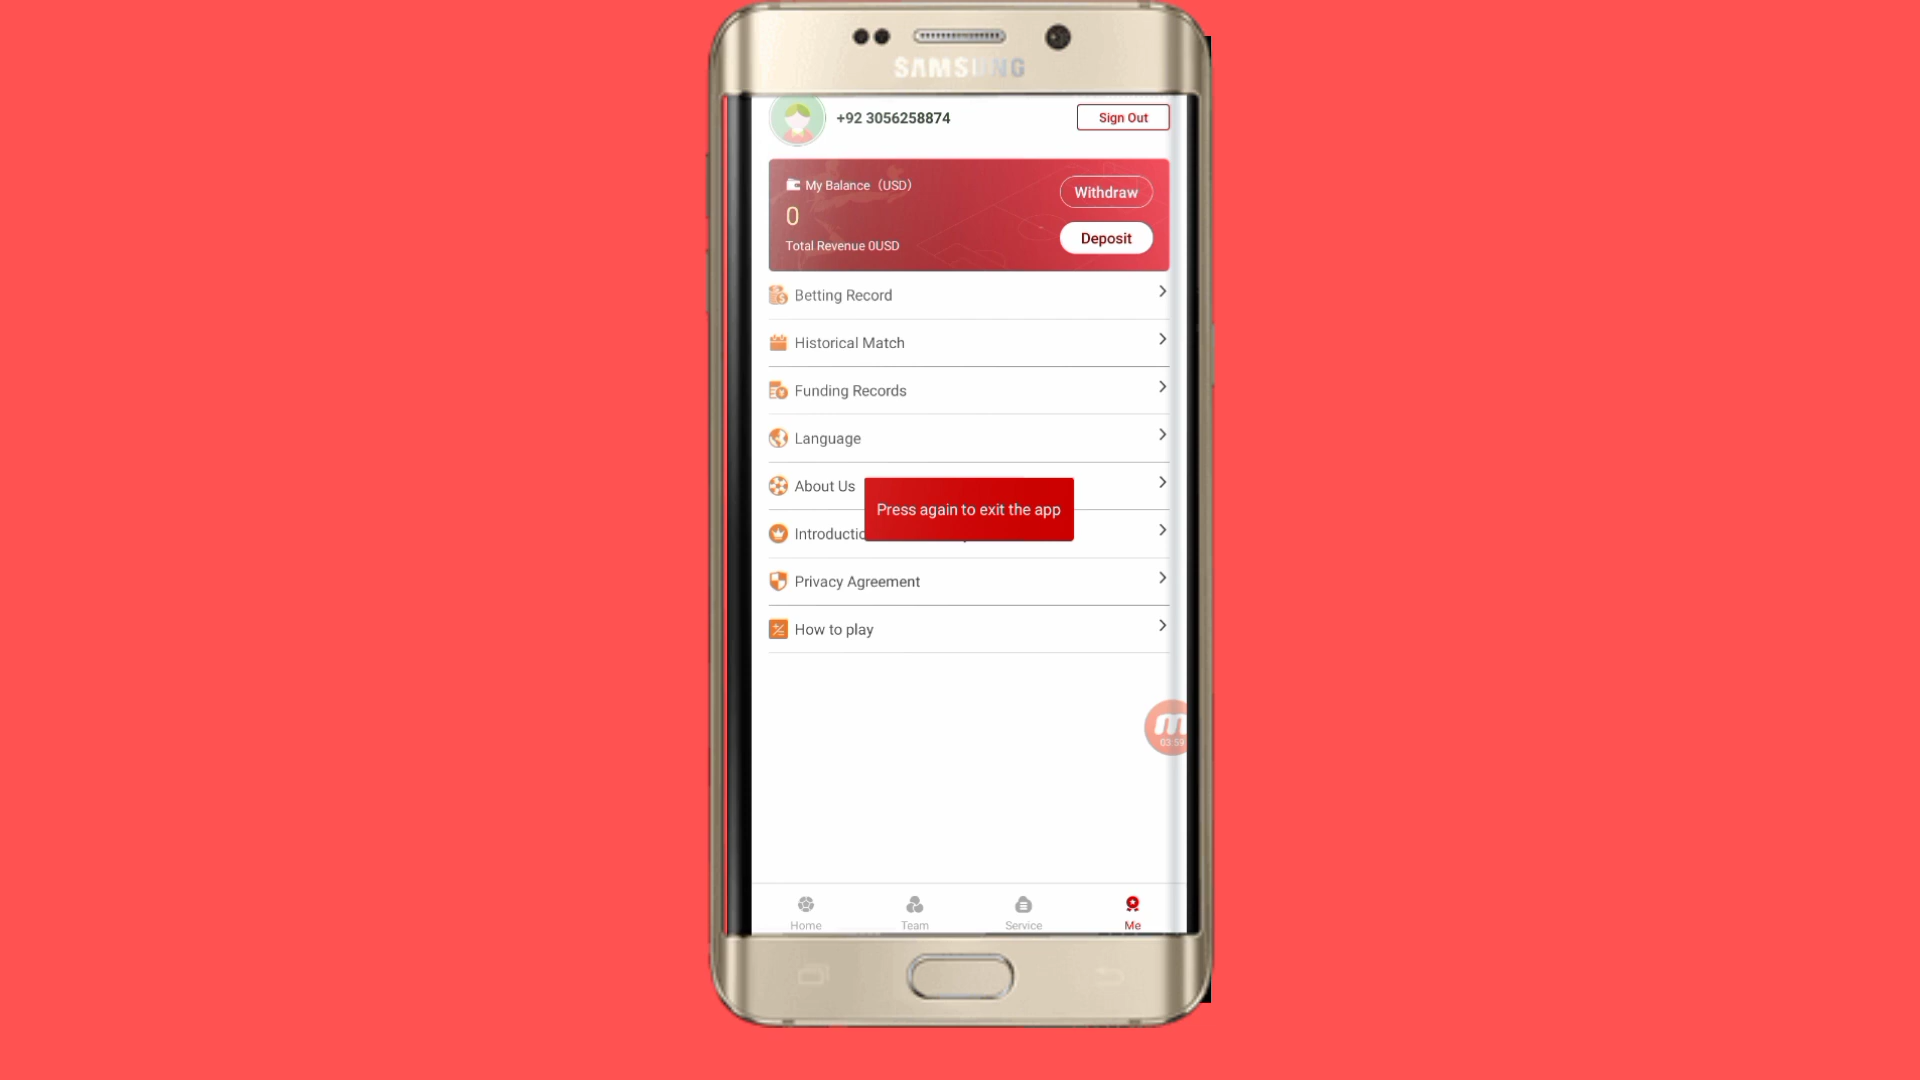 SAMSUNG
+92 3056258874
Sign Out
My Balance（USD）
Withdraw
0
Deposit
Total Revenue 0USD
Betting Record
Historical Match
Funding Records
Language
About Us
Press again to exit the app
Privacy Agreement
How to play
03:59
Home
Team
Service
Me